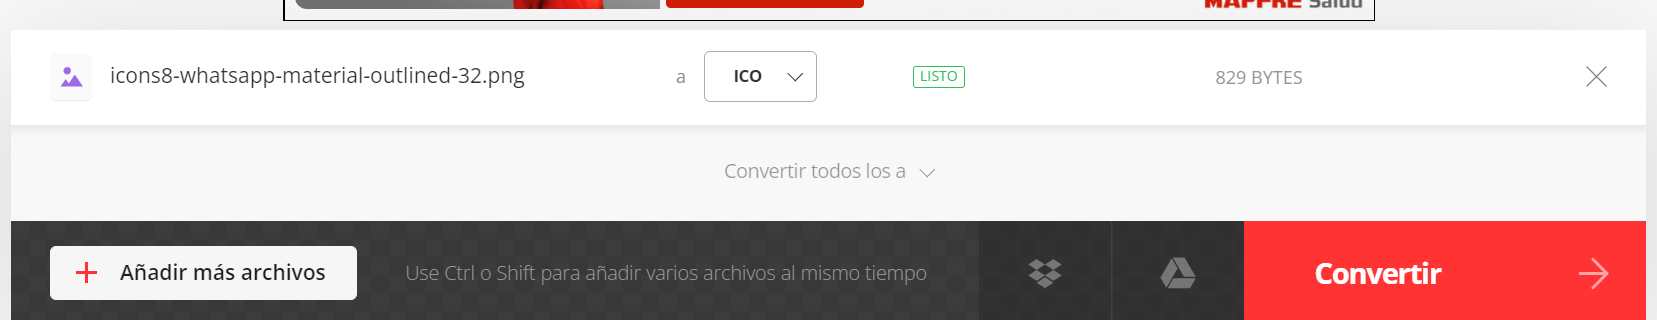 MAPFRE Salud
icons8-whatsapp-material-outlined-32.png a ICO LISTO 829 BYTES
Convertir todos los a
Añadir más archivos Use Ctrl o Shift para añadir varios archivos al mismo tiempo Convertir